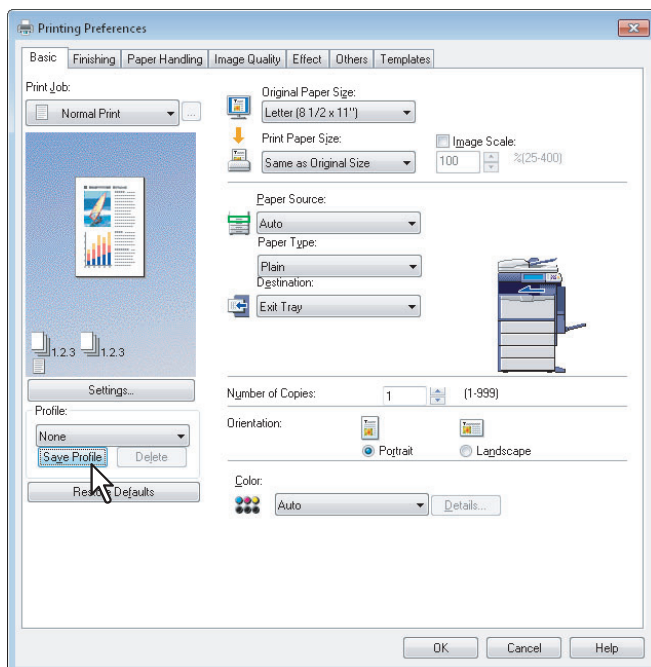 Printing Preferences
Basic Finishing Paper Handling Image Quality Effect Others Templates
Print Job:
Normal Print
...
1.2.3 1.2.3
Settings...
Profile:
None
Save Profile Delete
Restore Defaults
Original Paper Size:
Letter (8 1/2 x 11")
Print Paper Size:
Same as Original Size
Image Scale:
100 %(25-400)
Paper Source:
Auto
Paper Type:
Plain
Destination:
Exit Tray
Number of Copies: 1 (1-999)
Orientation:
Portrait Landscape
Color:
Auto Details...
OK Cancel Help